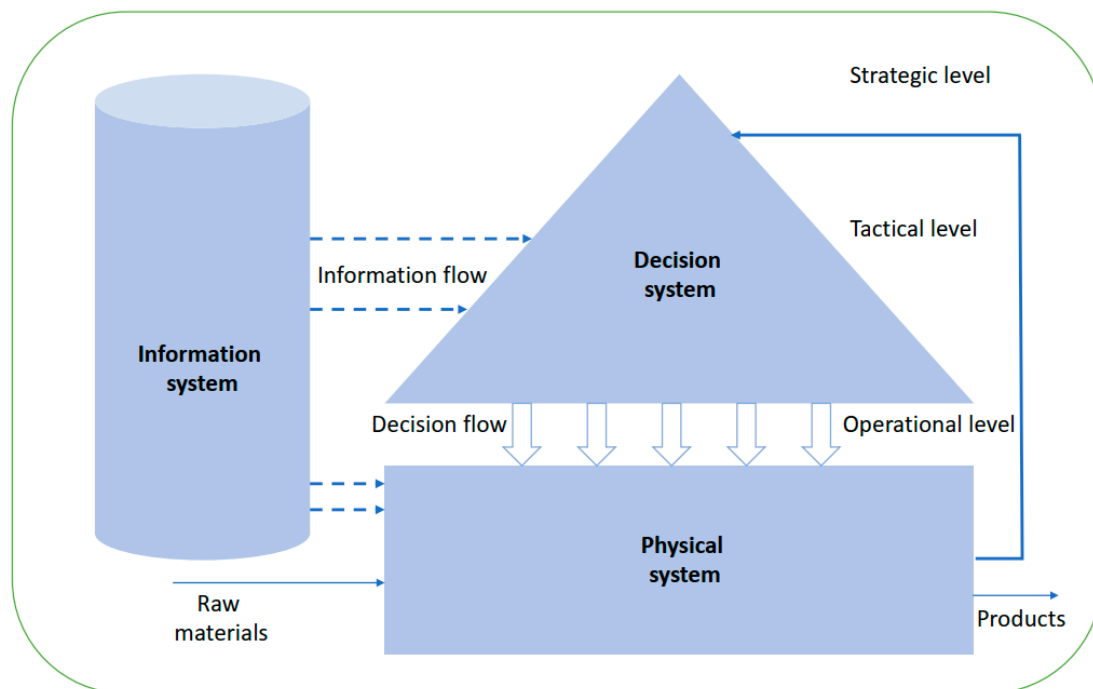 Strategic level
Tactical level
Information flow
Decision
system
Information
system
Decision flow
Operational level
Physical
system
Raw
materials
Products